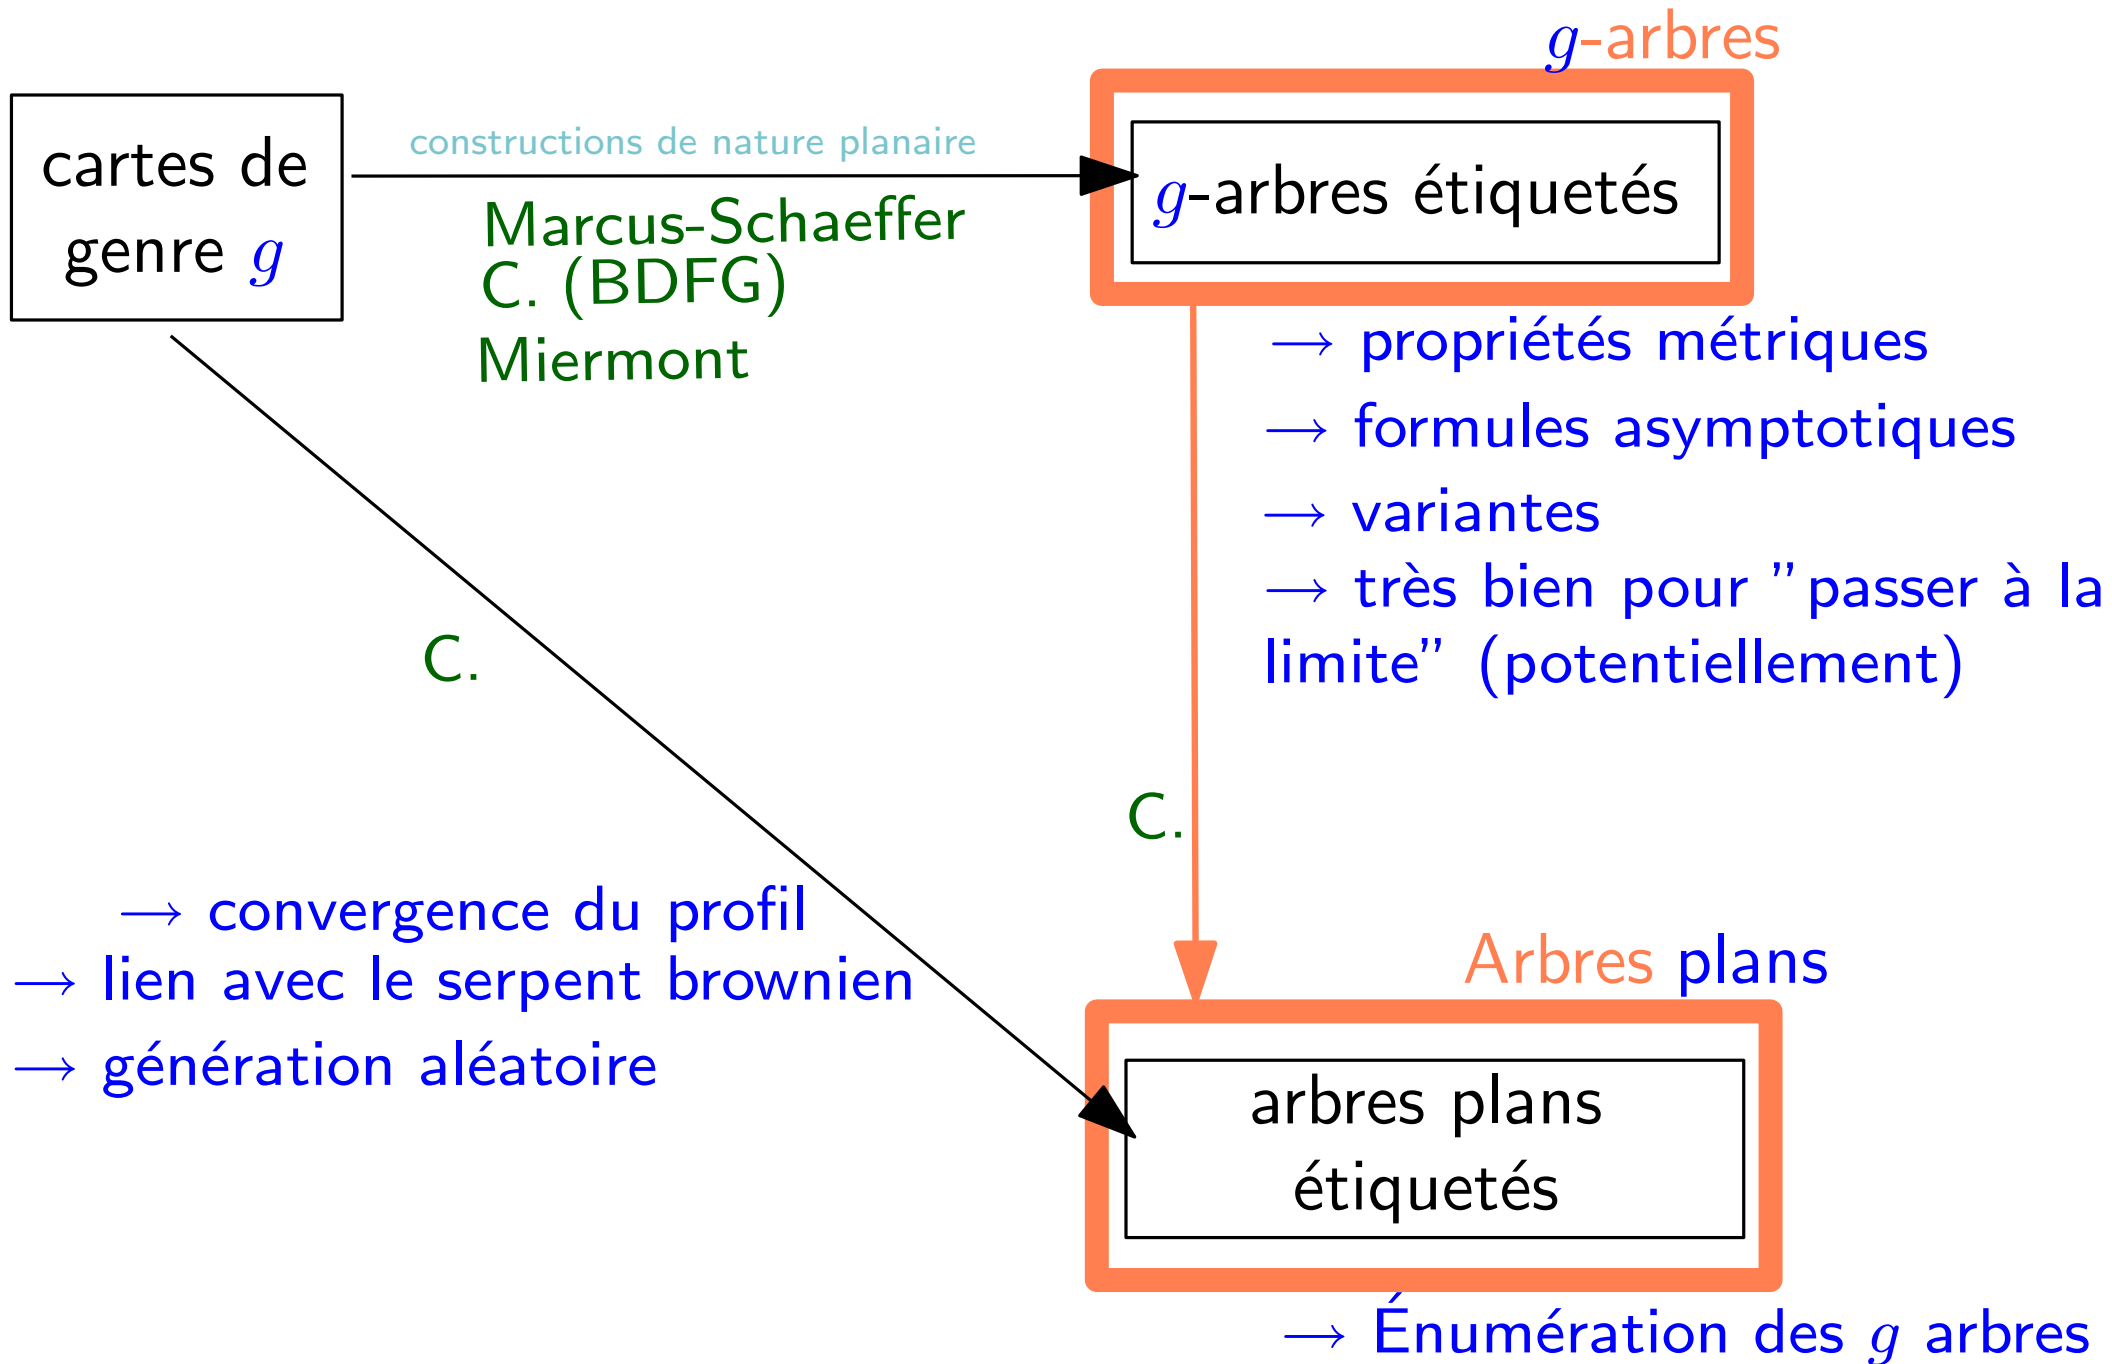 g-arbres
cartes de
genre g
constructions de nature planaire
Marcus-Schaeffer
C. (BDFG)
Miermont
g-arbres étiquetés
→ propriétés métriques
→ formules asymptotiques
→ variantes
→ très bien pour ”passer à la
limite” (potentiellement)
C.
C.
→ convergence du profil
→ lien avec le serpent brownien
→ génération aléatoire
Arbres plans
arbres plans
étiquetés
→ Énumération des g arbres